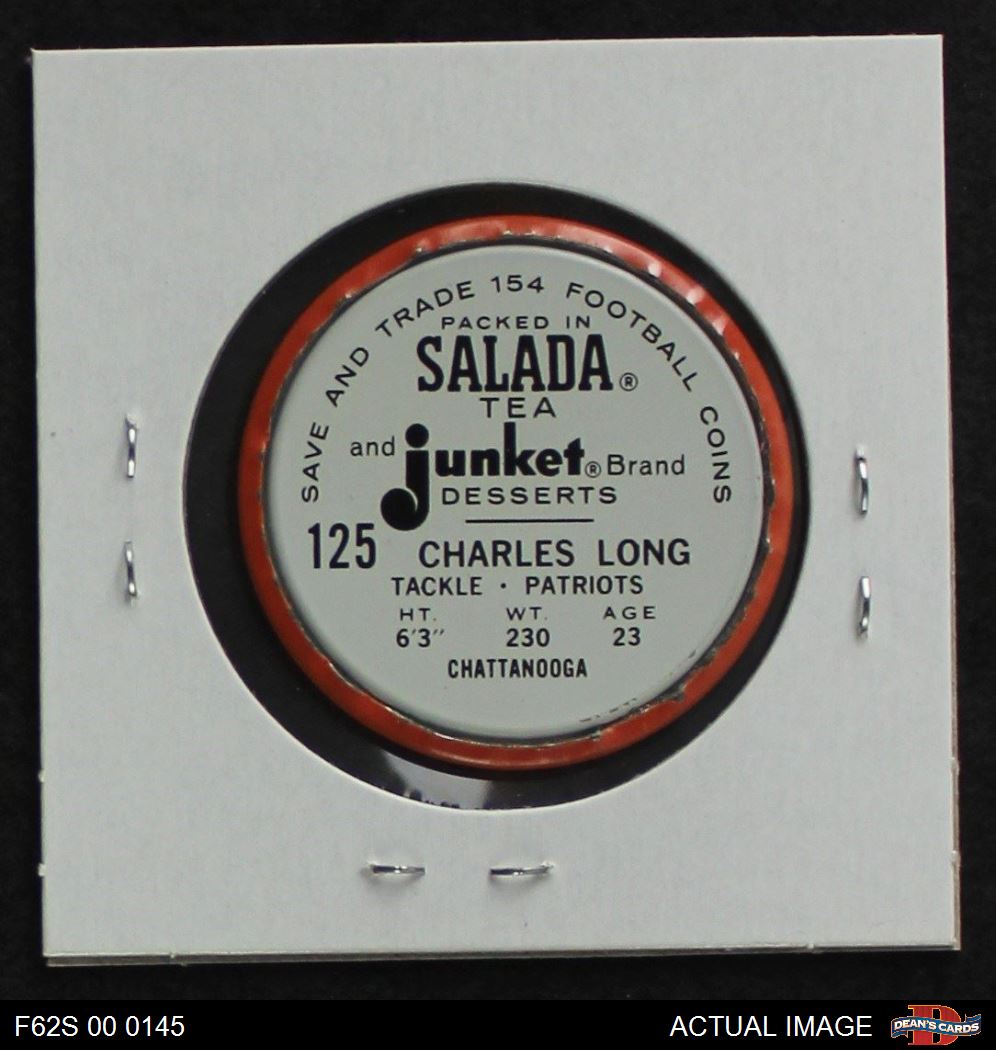 SAVE AND TRADE 154 FOOTBALL COINS
PACKED IN
SALADA®
TEA
and junket® Brand
DESSERTS
125 CHARLES LONG
TACKLE · PATRIOTS
HT. WT. AGE
6'3" 230 23
CHATTANOOGA
F62S 00 0145
ACTUAL IMAGE
DEAN'S CARDS